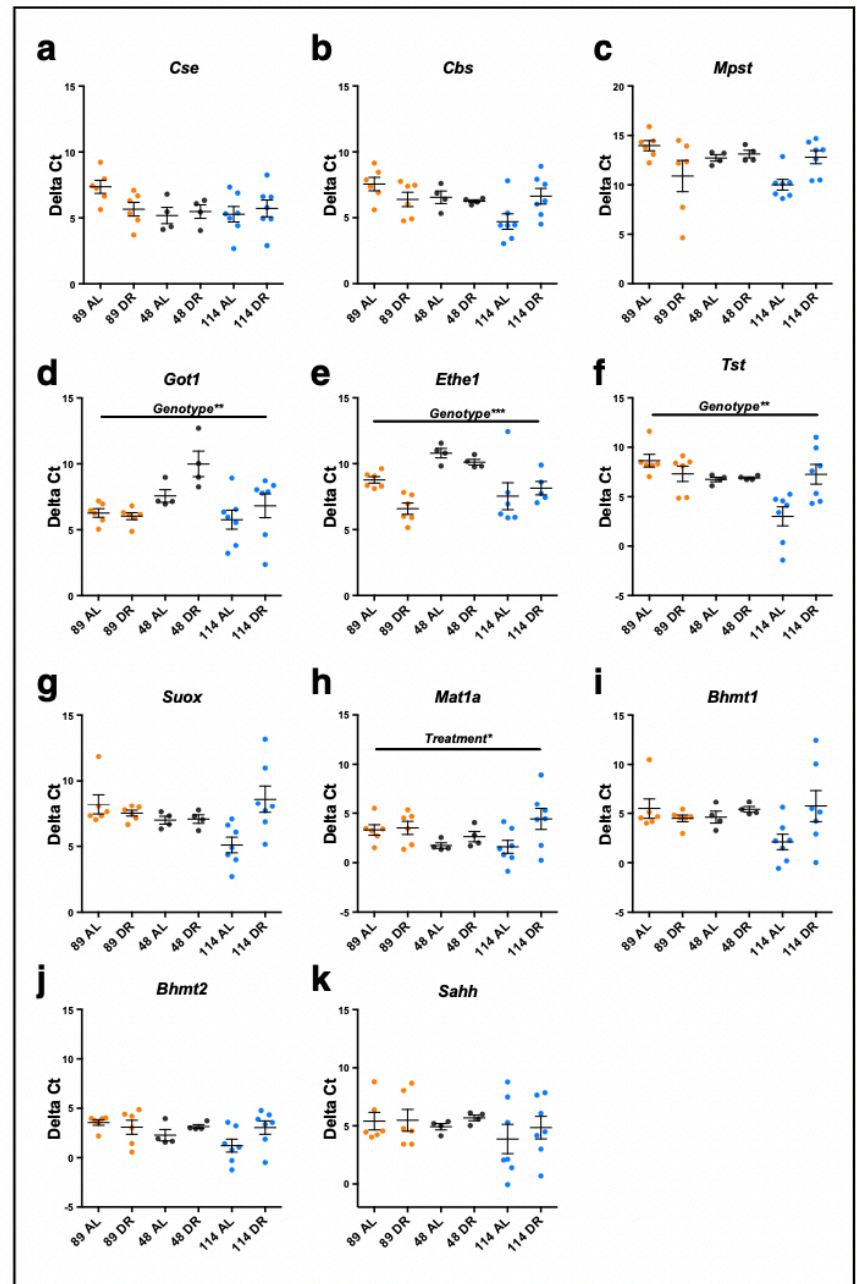 a
Cse
15
10
5
0
Delta Ct
89 AL
89 DR
48 AL
48 DR
114 AL
114 DR
b
Cbs
15
10
5
0
Delta Ct
89 AL
89 DR
48 AL
48 DR
114 AL
114 DR
c
Mpst
20
15
10
5
0
Delta Ct
89 AL
89 DR
48 AL
48 DR
114 AL
114 DR
d
Got1
Genotype**
15
10
5
0
Delta Ct
89 AL
89 DR
48 AL
48 DR
114 AL
114 DR
e
Ethe1
Genotype***
15
10
5
0
Delta Ct
89 AL
89 DR
48 AL
48 DR
114 AL
114 DR
f
Tst
Genotype**
15
10
5
0
-5
Delta Ct
89 AL
89 DR
48 AL
48 DR
114 AL
114 DR
g
Suox
15
10
5
0
Delta Ct
89 AL
89 DR
48 AL
48 DR
114 AL
114 DR
h
Mat1a
Treatment*
15
10
5
0
-5
Delta Ct
89 AL
89 DR
48 AL
48 DR
114 AL
114 DR
i
Bhmt1
15
10
5
0
-5
Delta Ct
89 AL
89 DR
48 AL
48 DR
114 AL
114 DR
j
Bhmt2
15
10
5
0
-5
Delta Ct
89 AL
89 DR
48 AL
48 DR
114 AL
114 DR
k
Sahh
15
10
5
0
Delta Ct
89 AL
89 DR
48 AL
48 DR
114 AL
114 DR